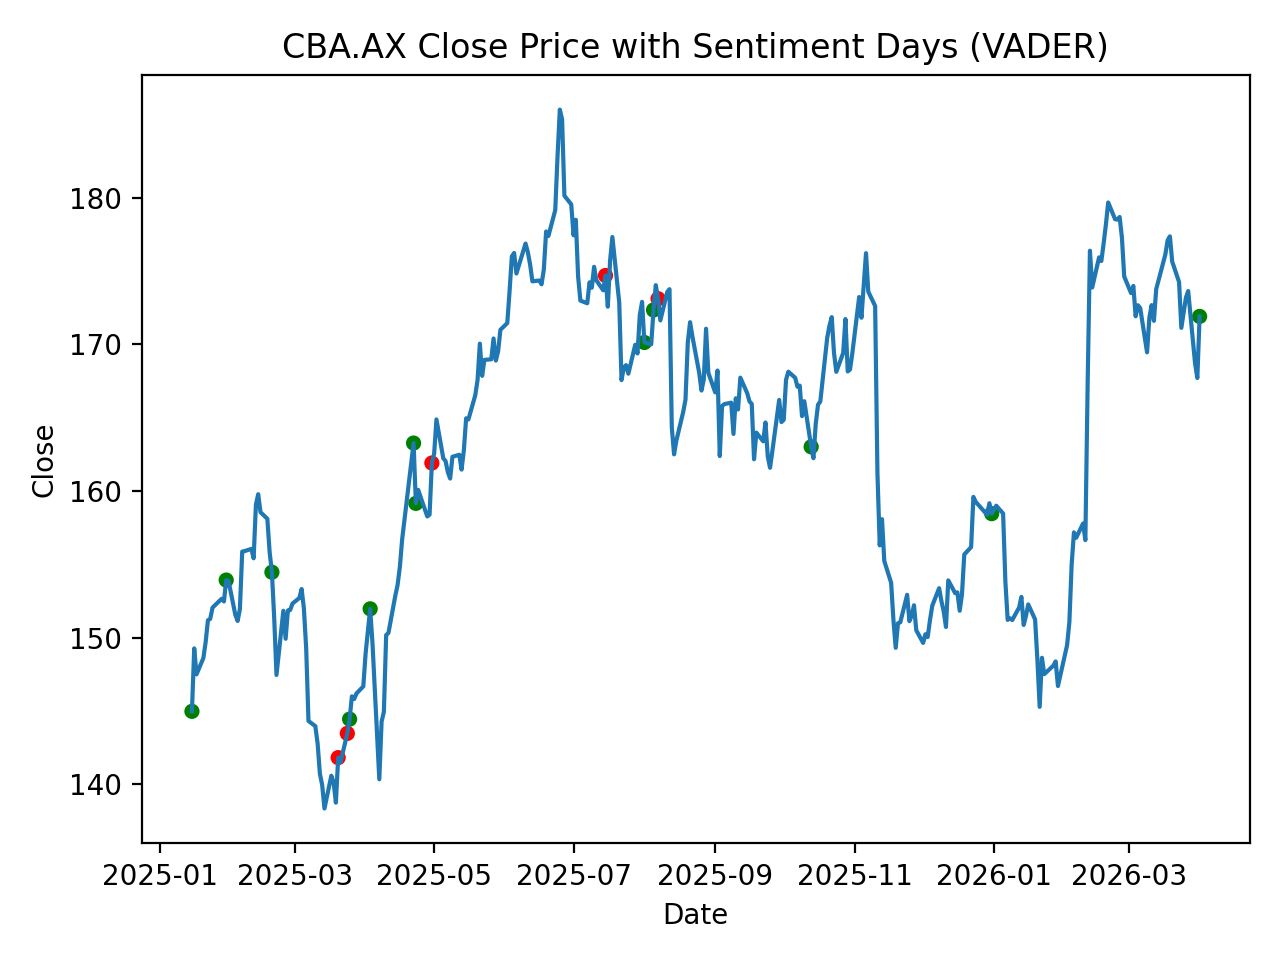 CBA.AX Close Price with Sentiment Days (VADER)
180
170
160
150
140
Close
2025-01 2025-03 2025-05 2025-07 2025-09 2025-11 2026-01 2026-03
Date